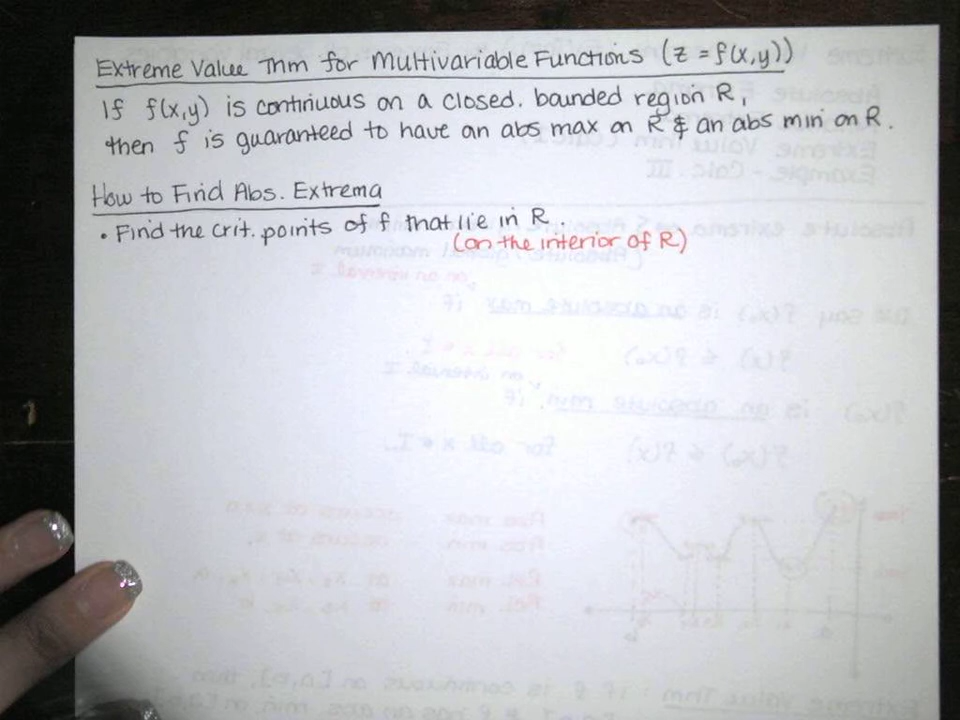 Extreme Value Thm for Multivariable Functions (z = f(x,y))
If f(x,y) is continuous on a closed, bounded region R,
then f is guaranteed to have an abs max on R & an abs min on R.
How to Find Abs. Extrema
• Find the crit. points of f that lie in R.
(on the interior of R)